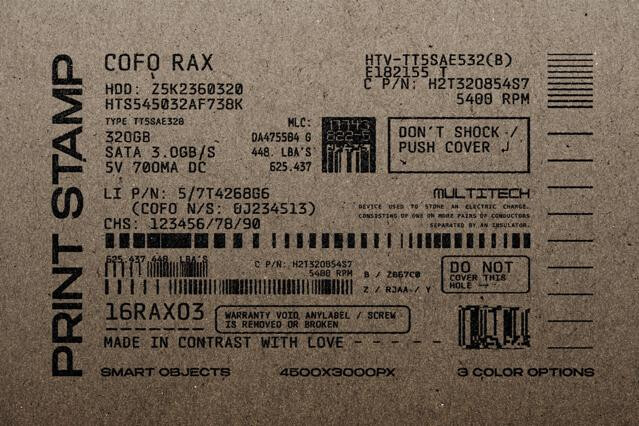 PRINT STAMP
COFO RAX
HDD: Z5K2360320
HTS545032AF738K
TYPE TT5SAE320
320GB
SATA 3.0GB/S
5V 700MA DC
HTV-TT5SAE532(B)
E182155 T
C P/N: H2T320854S7
5400 RPM
MLC:
DA475504 G
448, LBA'S
625.437
DON'T SHOCK /
PUSH COVER ↲
LI P/N: 5/7T4268G6
(COFO N/S: 8J234513)
CHS: 123456/78/90
MULTITECH
DEVICE USED TO STORE AN ELECTRIC CHARGE,
CONSISTING OF ONE OR MORE PAIRS OF CONDUCTORS
SEPARATED BY AN INSULATOR.
625.437 448, LBA'S
C P/N: H2T320854S7
5400 RPM
B / Z667C0
Z / RJAA-/ Y
DO NOT
COVER THIS
HOLE →
16RAX03
WARRANTY VOID, ANYLABEL / SCREW
IS REMOVED OR BROKEN
MADE IN CONTRAST WITH LOVE - - - - -
SMART OBJECTS
4500X3000PX
3 COLOR OPTIONS